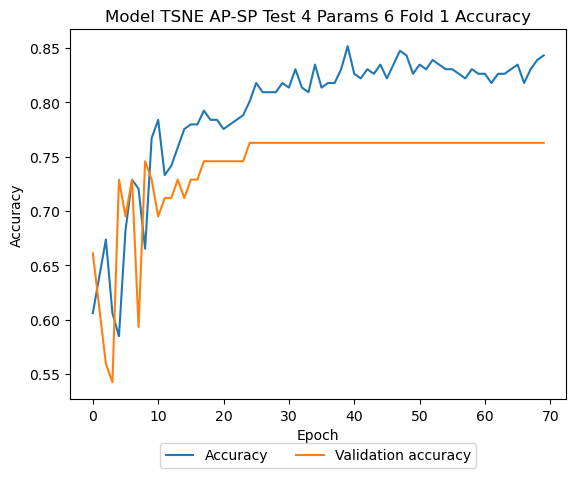 Model TSNE AP-SP Test 4 Params 6 Fold 1 Accuracy
0.85
0.80
0.75
0.70
0.65
0.60
0.55
Accuracy
0 10 20 30 40 50 60 70
Epoch
Accuracy Validation accuracy